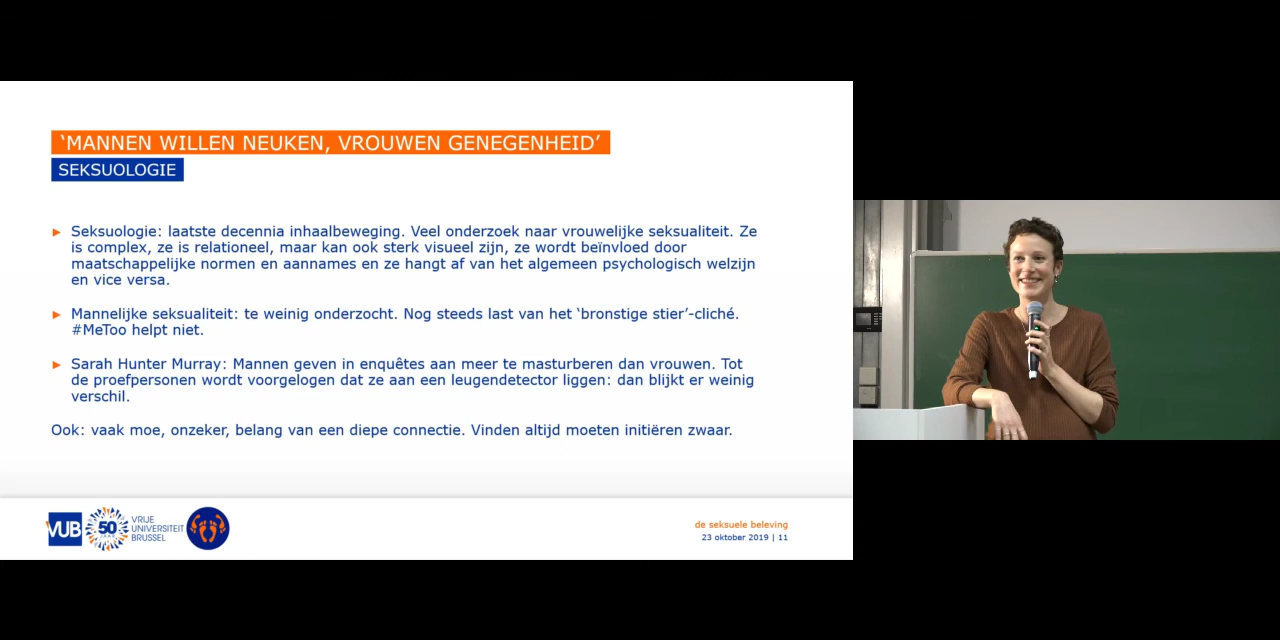 ‘MANNEN WILLEN NEUKEN, VROUWEN GENEGENHEID’
SEKSUOLOGIE
► Seksuologie: laatste decennia inhaalbeweging. Veel onderzoek naar vrouwelijke seksualiteit. Ze
is complex, ze is relationeel, maar kan ook sterk visueel zijn, ze wordt beïnvloed door
maatschappelijke normen en aannames en ze hangt af van het algemeen psychologisch welzijn
en vice versa.
► Mannelijke seksualiteit: te weinig onderzocht. Nog steeds last van het ‘bronstige stier’-cliché.
#MeToo helpt niet.
► Sarah Hunter Murray: Mannen geven in enquêtes aan meer te masturberen dan vrouwen. Tot
de proefpersonen wordt voorgelogen dat ze aan een leugendetector liggen: dan blijkt er weinig
verschil.
Ook: vaak moe, onzeker, belang van een diepe connectie. Vinden altijd moeten initiëren zwaar.
VUB
50
JAAR
VRIJE
UNIVERSITEIT
BRUSSEL
de seksuele beleving
23 oktober 2019 | 11